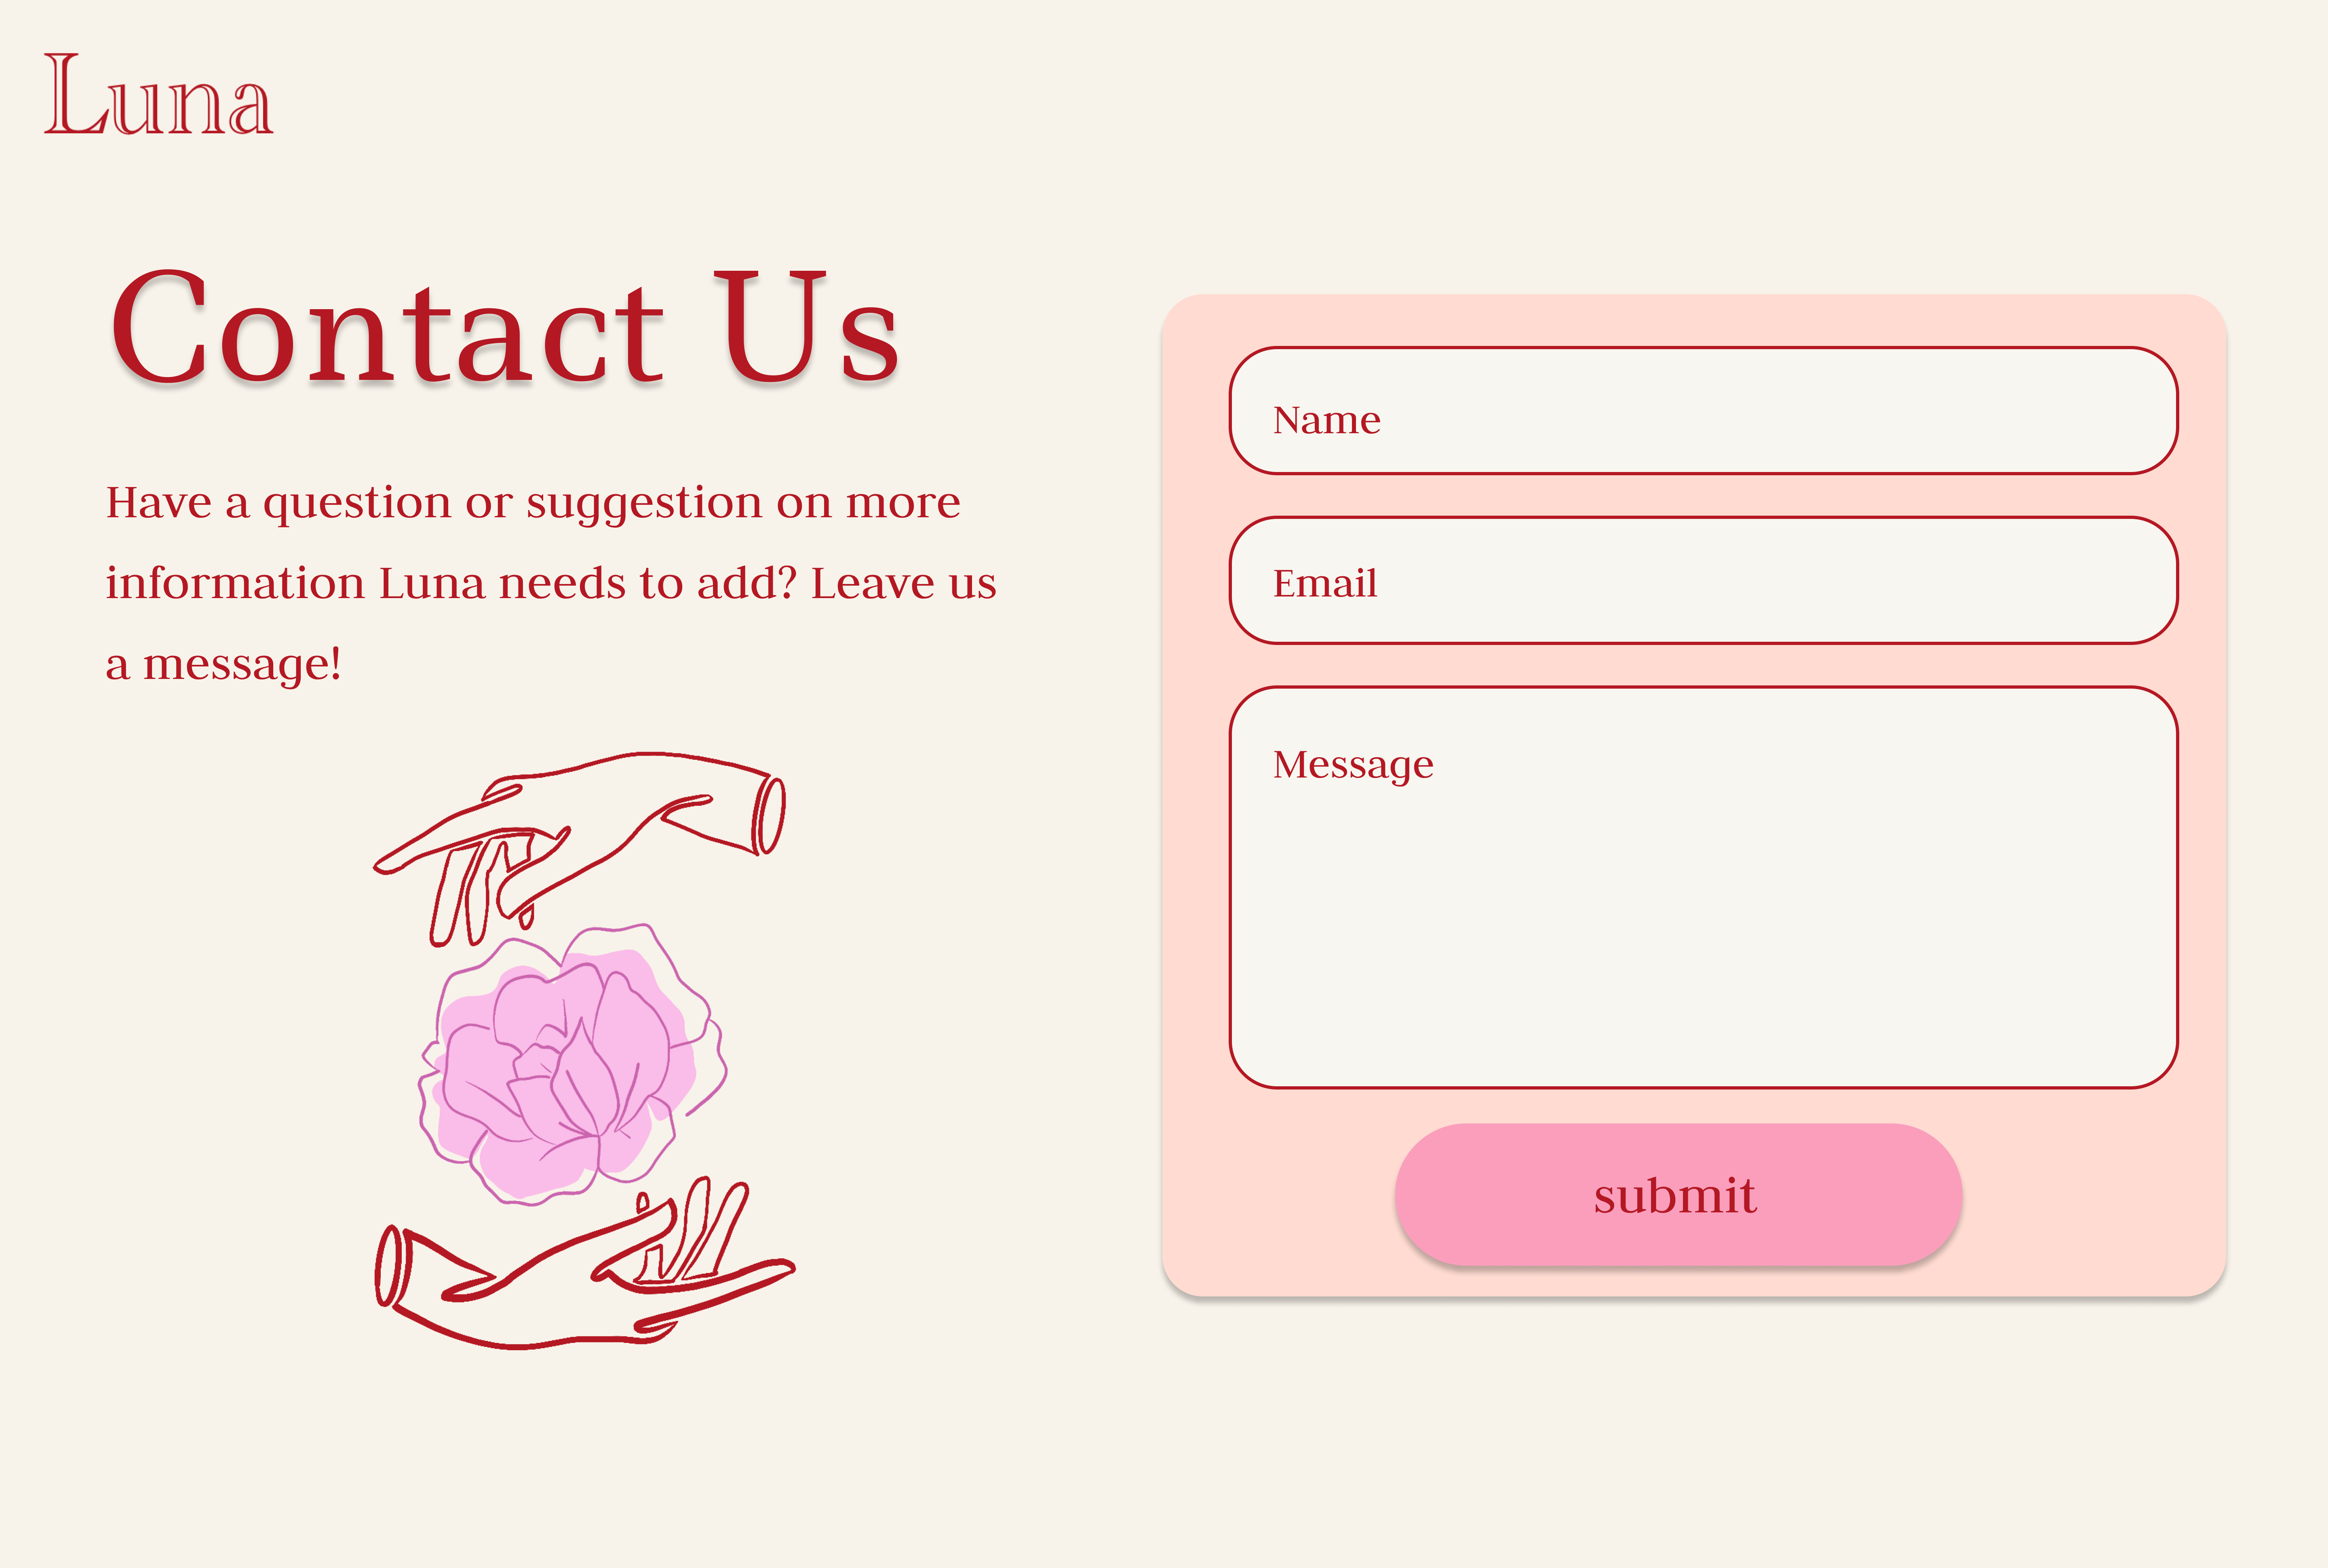 Luna
Contact Us
Have a question or suggestion on more
information Luna needs to add? Leave us
a message!
Name
Email
Message
submit